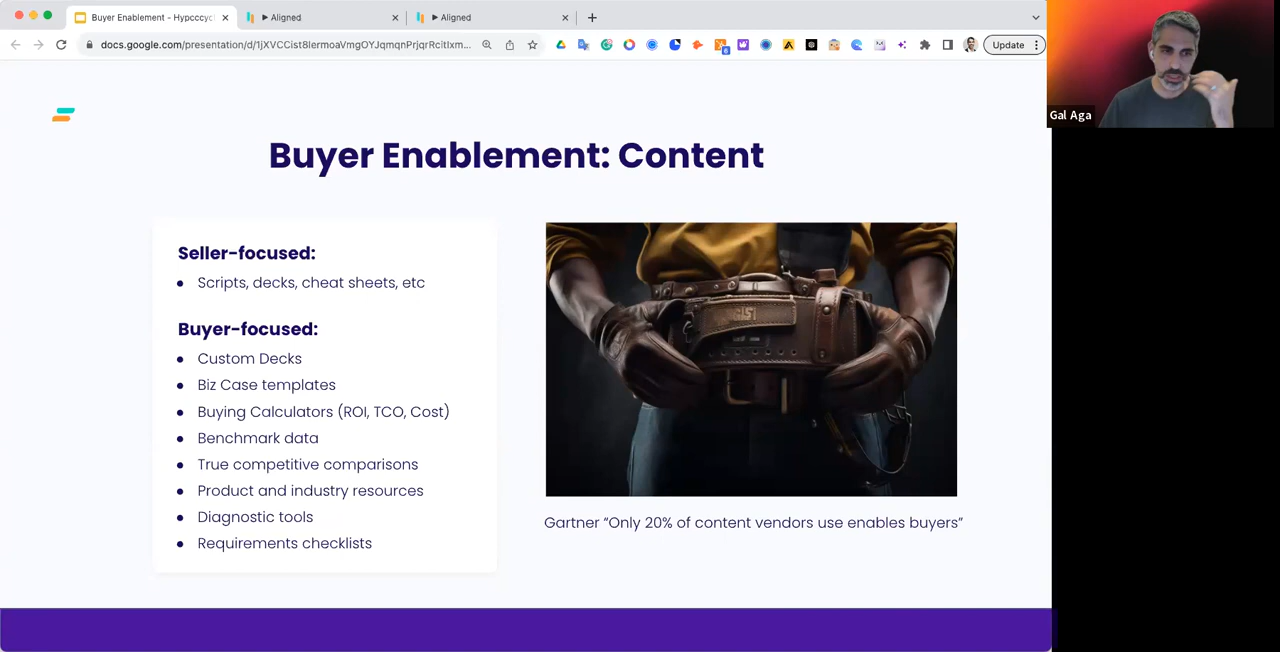 Buyer Enablement - Hypcccyc
Aligned
Aligned
docs.google.com/presentation/d/1jXVCCist8IermoaVmgOYJqmqnPrjqrRcitIxm...
Update
Gal Aga
Buyer Enablement: Content
Seller-focused:
● Scripts, decks, cheat sheets, etc
Buyer-focused:
● Custom Decks
● Biz Case templates
● Buying Calculators (ROI, TCO, Cost)
● Benchmark data
● True competitive comparisons
● Product and industry resources
● Diagnostic tools
● Requirements checklists
Gartner “Only 20% of content vendors use enables buyers”